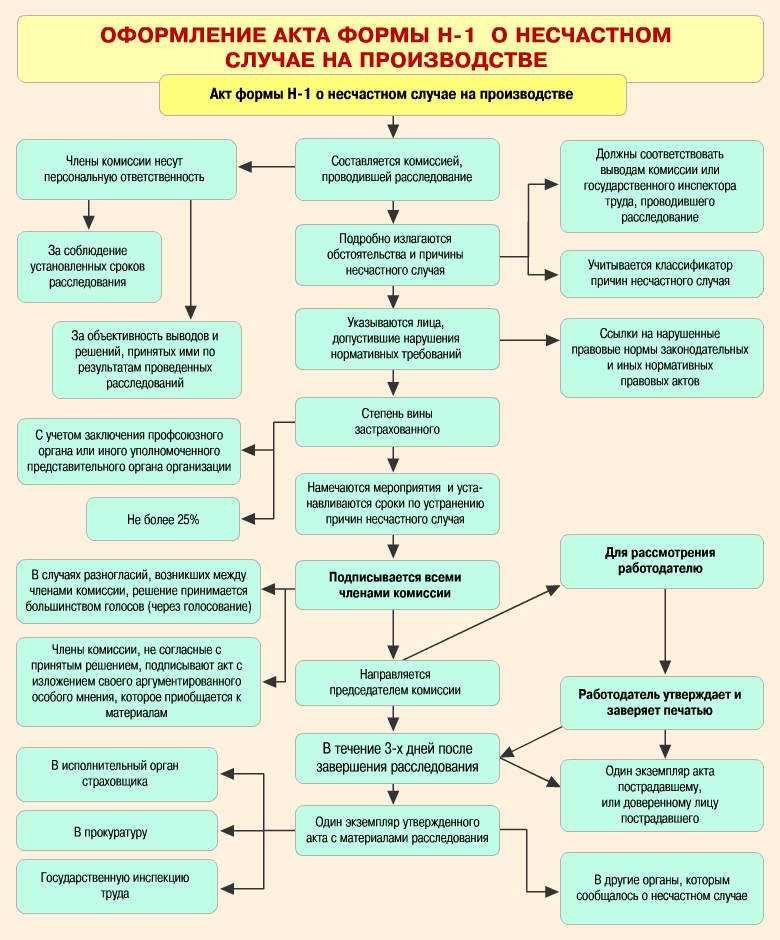 ОФОРМЛЕНИЕ АКТА ФОРМЫ Н-1 О НЕСЧАСТНОМ
СЛУЧАЕ НА ПРОИЗВОДСТВЕ
Акт формы Н-1 о несчастном случае на производстве
Члены комиссии несут
персональную ответственность
Составляется комиссией,
проводившей расследование
Должны соответствовать
выводам комиссии или
государственного инспектора
труда, проводившего
расследование
За соблюдение
установленных сроков
расследования
Подробно излагаются
обстоятельства и причины
несчастного случая
Учитывается классификатор
причин несчастного случая
За объективность выводов и
решений, принятых ими по
результатам проведенных
расследований
Указываются лица,
допустившие нарушения
нормативных требований
Ссылки на нарушенные
правовые нормы законодательных
и иных нормативных
правовых актов
Степень вины
застрахованного
С учетом заключения профсоюзного
органа или иного уполномоченного
представительного органа организации
Не более 25%
Намечаются мероприятия и уста-
навливаются сроки по устранению
причин несчастного случая
Для рассмотрения
работодателю
В случаях разногласий, возникших между
членами комиссии, решение принимается
большинством голосов (через голосование)
Подписывается всеми
членами комиссии
Члены комиссии, не согласные с
принятым решением, подписывают акт с
изложением своего аргументированного
особого мнения, которое приобщается к
материалам
Направляется
председателем комиссии
Работодатель утверждает и
заверяет печатью
В течение 3-х дней после
завершения расследования
В исполнительный орган
страховщика
Один экземпляр акта
пострадавшему,
или доверенному лицу
пострадавшего
В прокуратуру
Один экземпляр утвержденного
акта с материалами расследования
Государственную инспекцию
труда
В другие органы, которым
сообщалось о несчастном случае